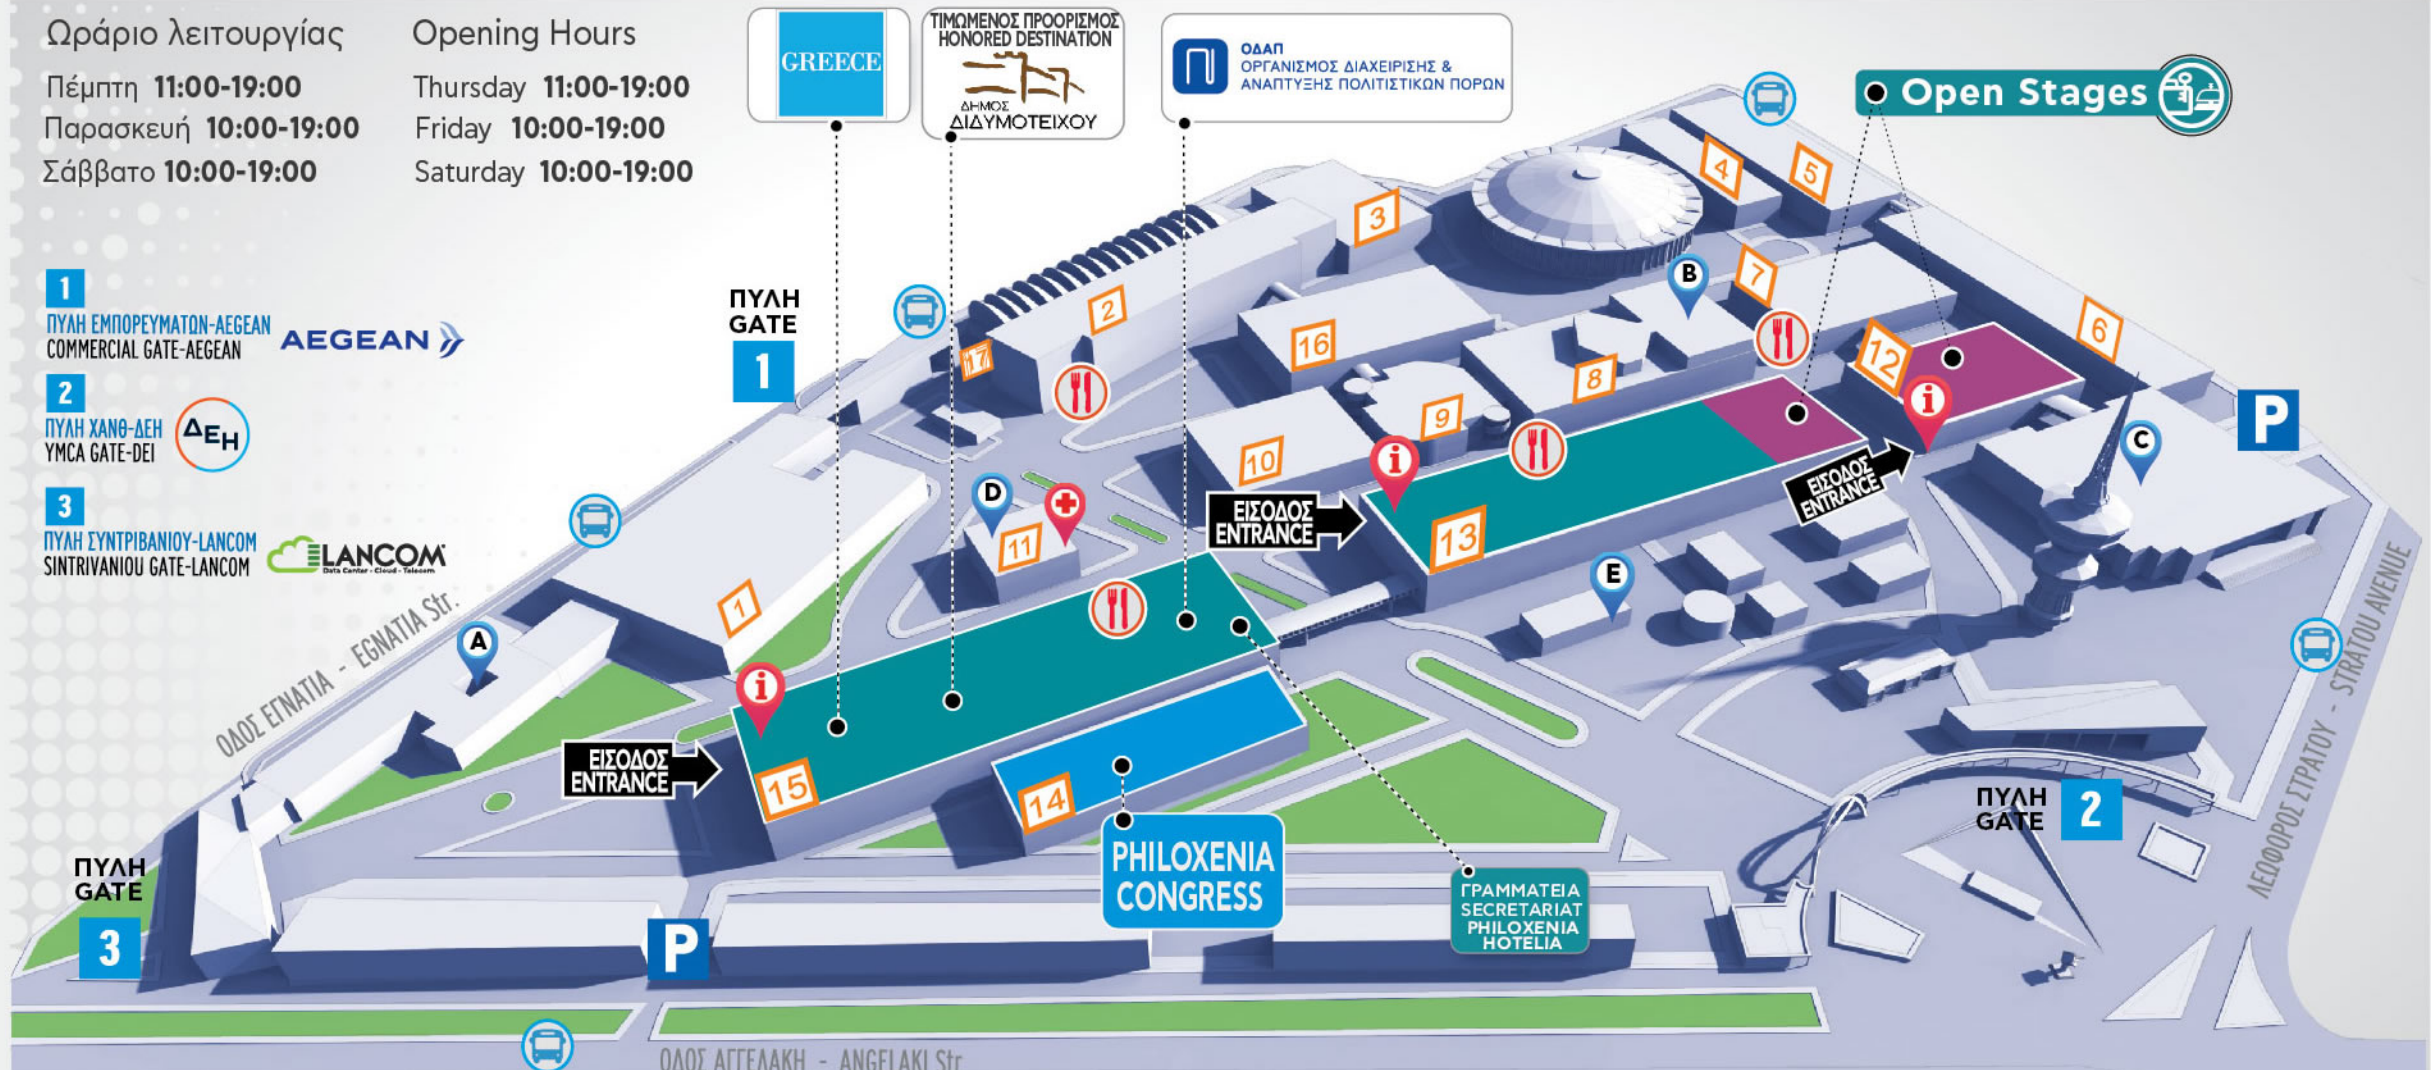 Ωράριο λειτουργίας
Πέμπτη 11:00-19:00
Παρασκευή 10:00-19:00
Σάββατο 10:00-19:00
Opening Hours
Thursday 11:00-19:00
Friday 10:00-19:00
Saturday 10:00-19:00
GREECE
ΤΙΜΩΜΕΝΟΣ ΠΡΟΟΡΙΣΜΟΣ
HONORED DESTINATION
ΔΗΜΟΣ
ΔΙΔΥΜΟΤΕΙΧΟΥ
ΟΔΑΠ
ΟΡΓΑΝΙΣΜΟΣ ΔΙΑΧΕΙΡΙΣΗΣ &
ΑΝΑΠΤΥΞΗΣ ΠΟΛΙΤΙΣΤΙΚΩΝ ΠΟΡΩΝ
Open Stages
1
ΠΥΛΗ ΕΜΠΟΡΕΥΜΑΤΩΝ-AEGEAN
COMMERCIAL GATE-AEGEAN
AEGEAN
2
ΠΥΛΗ ΧΑΝΘ-ΔΕΗ
YMCA GATE-DEI
ΔΕΗ
3
ΠΥΛΗ ΣΥΝΤΡΙΒΑΝΙΟΥ-LANCOM
SINTRIVANIOU GATE-LANCOM
LANCOM
Data Center - Cloud - Telecom
ΠΥΛΗ
GATE
1
4
5
3
B
7
2
6
17
16
12
i
8
9
P
C
10
i
ΕΙΣΟΔΟΣ
ENTRANCE
D
11
ΕΙΣΟΔΟΣ
ENTRANCE
13
E
1
A
ΟΔΟΣ ΕΓΝΑΤΙΑ - EGNATIA Str.
i
ΕΙΣΟΔΟΣ
ENTRANCE
15
14
PHILOXENIA
CONGRESS
ΓΡΑΜΜΑΤΕΙΑ
SECRETARIAT
PHILOXENIA
HOTELIA
ΠΥΛΗ
GATE
2
ΛΕΩΦΟΡΟΣ ΣΤΡΑΤΟΥ - STRATOU AVENUE
ΠΥΛΗ
GATE
3
P
ΟΔΟΣ ΑΓΓΕΛΑΚΗ - ANGELAKI Str